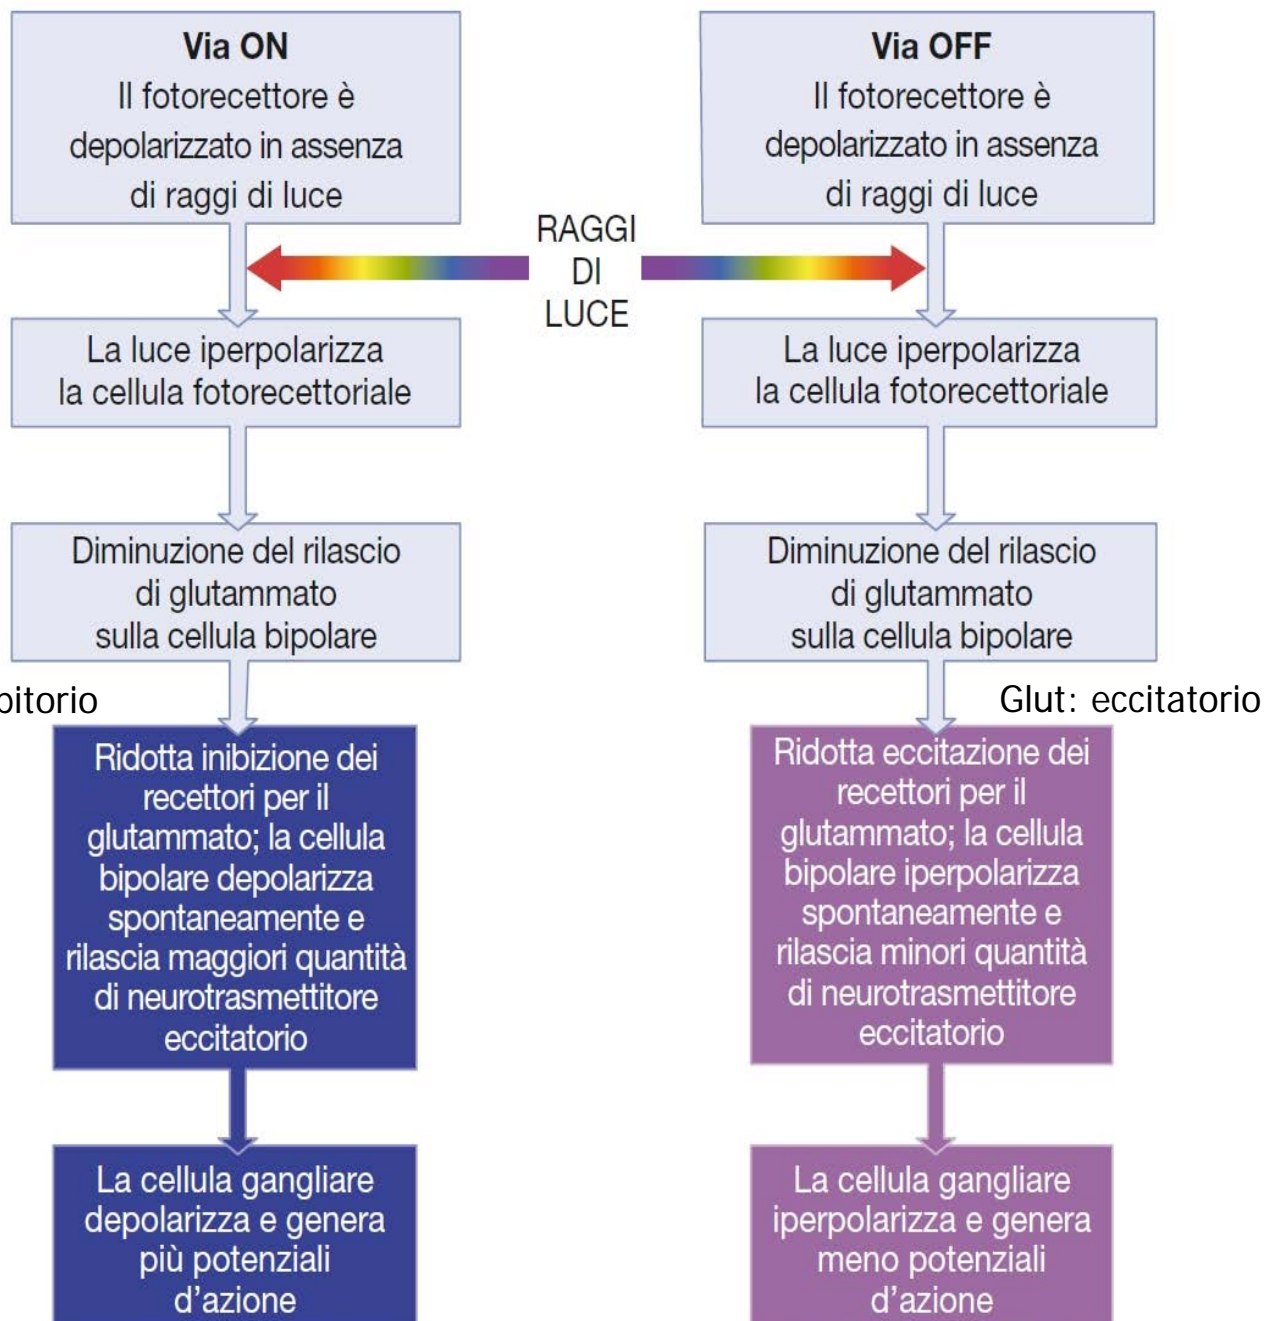 Via ON
Il fotorecettore è
depolarizzato in assenza
di raggi di luce
Via OFF
Il fotorecettore è
depolarizzato in assenza
di raggi di luce
RAGGI
DI
LUCE
La luce iperpolarizza
la cellula fotorecettoriale
La luce iperpolarizza
la cellula fotorecettoriale
Diminuzione del rilascio
di glutammato
sulla cellula bipolare
Diminuzione del rilascio
di glutammato
sulla cellula bipolare
Glut: eccitatorio
Ridotta inibizione dei
recettori per il
glutammato; la cellula
bipolare depolarizza
spontaneamente e
rilascia maggiori quantità
di neurotrasmettitore
eccitatorio
Ridotta eccitazione dei
recettori per il
glutammato; la cellula
bipolare iperpolarizza
spontaneamente e
rilascia minori quantità
di neurotrasmettitore
eccitatorio
La cellula gangliare
depolarizza e genera
più potenziali
d’azione
La cellula gangliare
iperpolarizza e genera
meno potenziali
d’azione